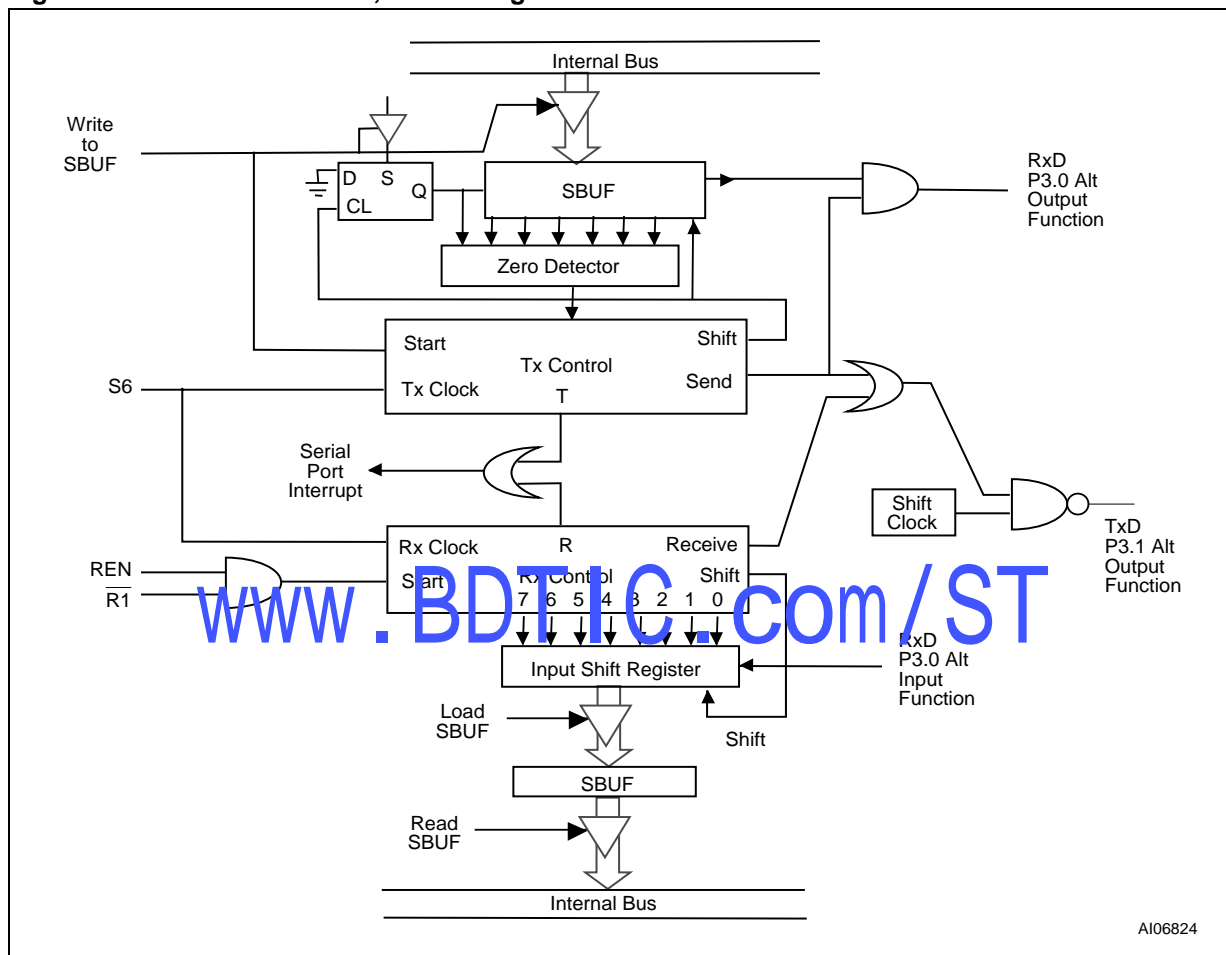 Internal Bus
Write
to
SBUF
D S
Q
CL
SBUF
RxD
P3.0 Alt
Output
Function
Zero Detector
Start
Shift
Tx Control
S6
Tx Clock
Send
T
Serial
Port
Interrupt
Shift
Clock
TxD
P3.1 Alt
Output
Function
Rx Clock
R
Receive
REN
R1
Start
Rx Control
Shift
7 6 5 4 3 2 1 0
www.BDTIC.com/ST
RxD
P3.0 Alt
Input
Function
Input Shift Register
Load
SBUF
Shift
SBUF
Read
SBUF
Internal Bus
AI06824